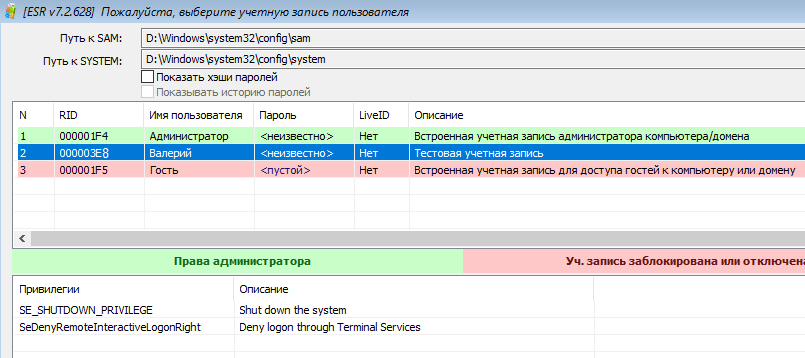 [ESR v7.2.628] Пожалуйста, выберите учетную запись пользователя
Путь к SAM: D:\Windows\system32\config\sam
Путь к SYSTEM: D:\Windows\system32\config\system
Показать хэши паролей
Показывать историю паролей
N RID Имя пользователя Пароль LiveID Описание
1 000001F4 Администратор <неизвестно> Нет Встроенная учетная запись администратора компьютера/домена
2 000003E8 Валерий <неизвестно> Нет Тестовая учетная запись
3 000001F5 Гость <пустой> Нет Встроенная учетная запись для доступа гостей к компьютеру или домену
Права администратора Уч. запись заблокирована или отключена
Привилегии Описание
SE_SHUTDOWN_PRIVILEGE Shut down the system
SeDenyRemoteInteractiveLogonRight Deny logon through Terminal Services